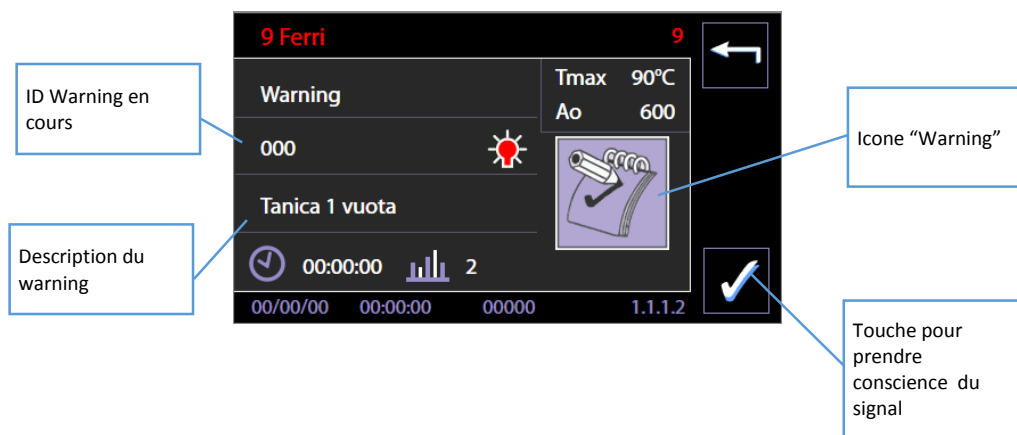 9 Ferri 9
ID Warning en
cours
Warning
Tmax 90°C
Ao 600
000
Icone “Warning”
Tanica 1 vuota
Description du
warning
00:00:00 2
00/00/00 00:00:00 00000 1.1.1.2
Touche pour
prendre
conscience du
signal